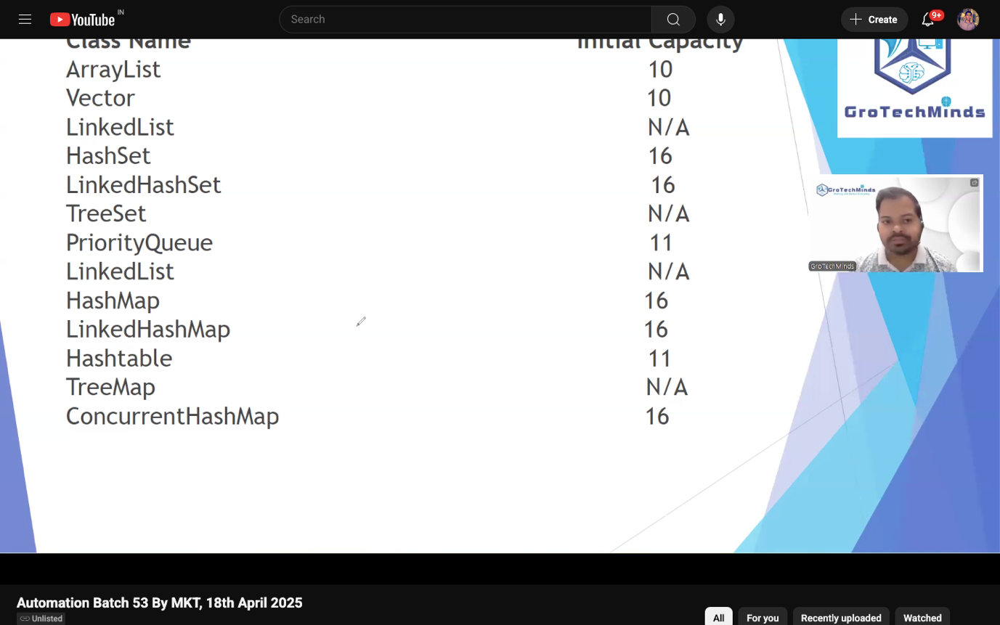 YouTube IN
Search
Create
9+
Class Name Initial Capacity
ArrayList 10
Vector 10
LinkedList N/A
HashSet 16
LinkedHashSet 16
TreeSet N/A
PriorityQueue 11
LinkedList N/A
HashMap 16
LinkedHashMap 16
Hashtable 11
TreeMap N/A
ConcurrentHashMap 16
GroTechMinds
GroTechMinds
GroTechMinds
Automation Batch 53 By MKT, 18th April 2025
Unlisted
All For you Recently uploaded Watched